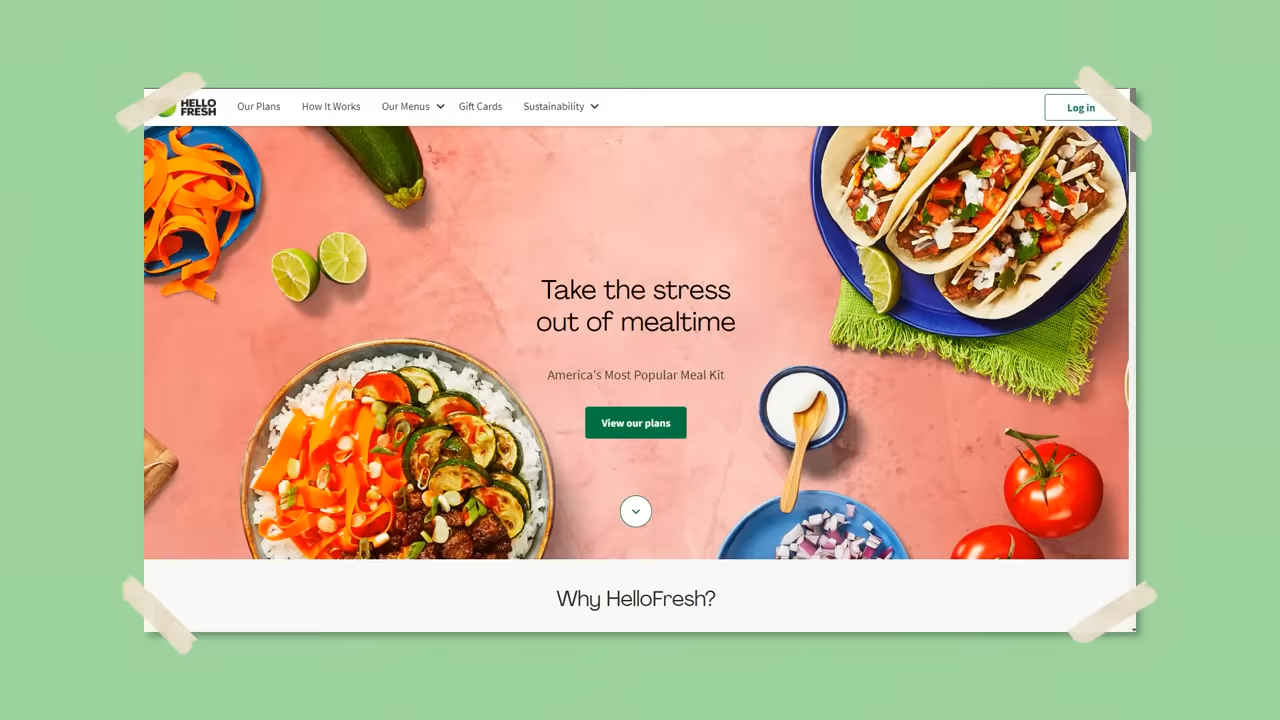 HELLO
FRESH
Our Plans
How It Works
Our Menus
Gift Cards
Sustainability
Log in
Take the stress
out of mealtime
America's Most Popular Meal Kit
View our plans
Why HelloFresh?